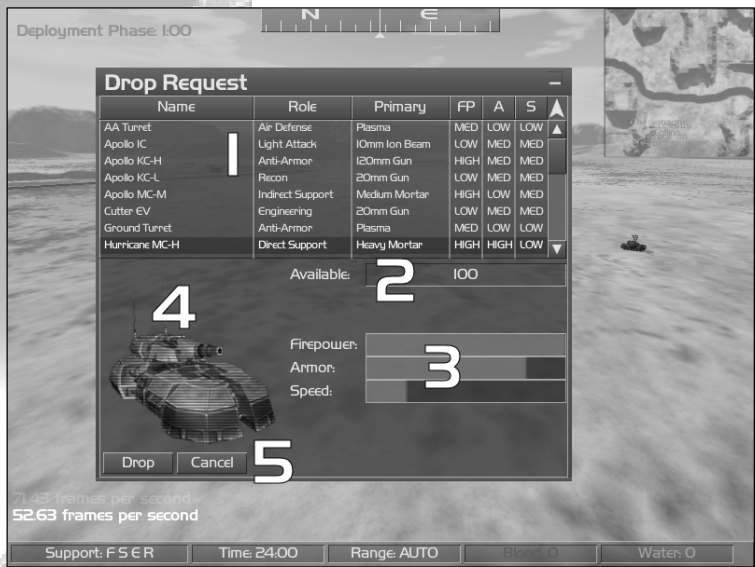 N E
Deployment Phase 1:00
Drop Request
Name Role Primary FP A S
AA Turret Air Defense Plasma MED LOW LOW
Apollo IC Light Attack 10mm Ion Beam LOW MED MED
Apollo KC-H Anti-Armor 120mm Gun HIGH MED MED
Apollo KC-L Recon 20mm Gun LOW LOW MED
Apollo MC-M Indirect Support Medium Mortar HIGH LOW MED
Cutter EV Engineering 20mm Gun LOW MED MED
Ground Turret Anti-Armor Plasma MED LOW LOW
Hurricane MC-H Direct Support Heavy Mortar HIGH HIGH LOW
1
Available: 100
2
4
Firepower:
Armor:
Speed:
3
Drop Cancel
5
71.43 frames per second
52.63 frames per second
Support: F S E R Time: 24:00 Range: AUTO Blood: 0 Water: 0